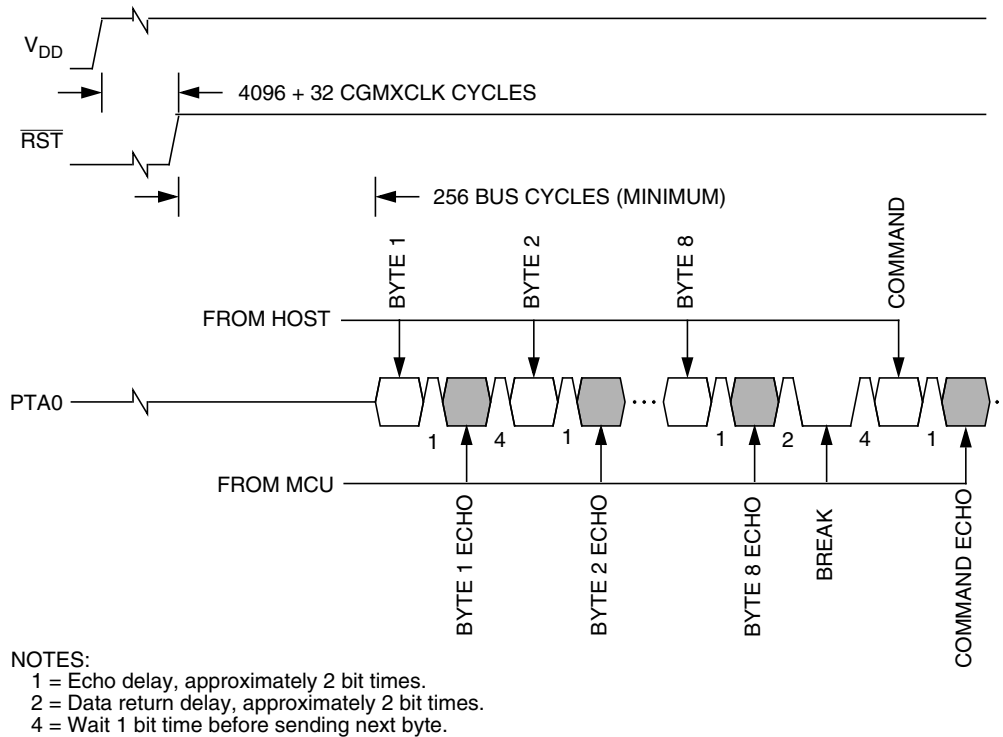 VDD
4096 + 32 CGMXCLK CYCLES
RST
256 BUS CYCLES (MINIMUM)
BYTE 1
BYTE 2
BYTE 8
COMMAND
FROM HOST
PTA0
1
4
1
1
2
4
1
FROM MCU
BYTE 1 ECHO
BYTE 2 ECHO
BYTE 8 ECHO
BREAK
COMMAND ECHO
NOTES:
1 = Echo delay, approximately 2 bit times.
2 = Data return delay, approximately 2 bit times.
4 = Wait 1 bit time before sending next byte.